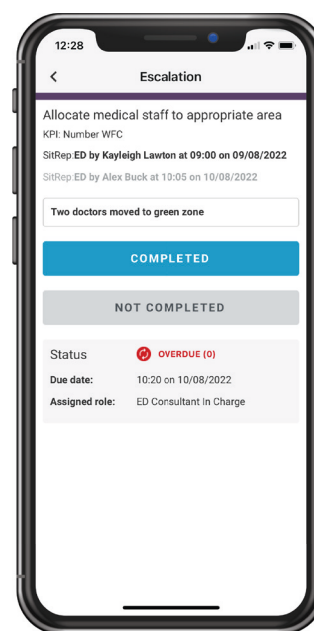 12:28
Escalation
Allocate medical staff to appropriate area
KPI: Number WFC
SitRep:ED by Kayleigh Lawton at 09:00 on 09/08/2022
SitRep:ED by Alex Buck at 10:05 on 10/08/2022
Two doctors moved to green zone
COMPLETED
NOT COMPLETED
Status OVERDUE (0)
Due date: 10:20 on 10/08/2022
Assigned role: ED Consultant In Charge